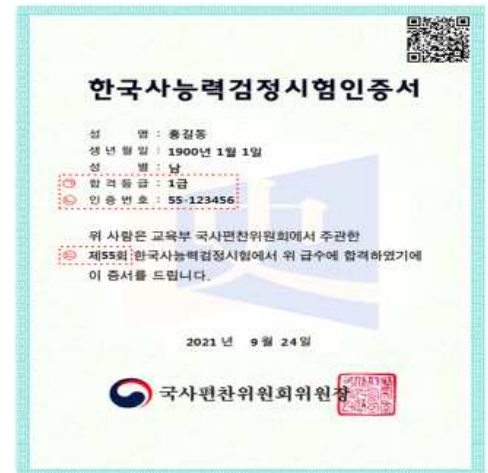 한국사능력검정시험인증서
성 명 : 홍길동
생년월일 : 1900년 1월 1일
성 별 : 남
㉠ 합격등급 : 1급
㉡ 인증번호 : 55-123456
위 사람은 교육부 국사편찬위원회에서 주관한
㉢ 제55회 한국사능력검정시험에서 위 급수에 합격하였기에
이 증서를 드립니다.
2021 년 9 월 24 일
국사편찬위원회위원장